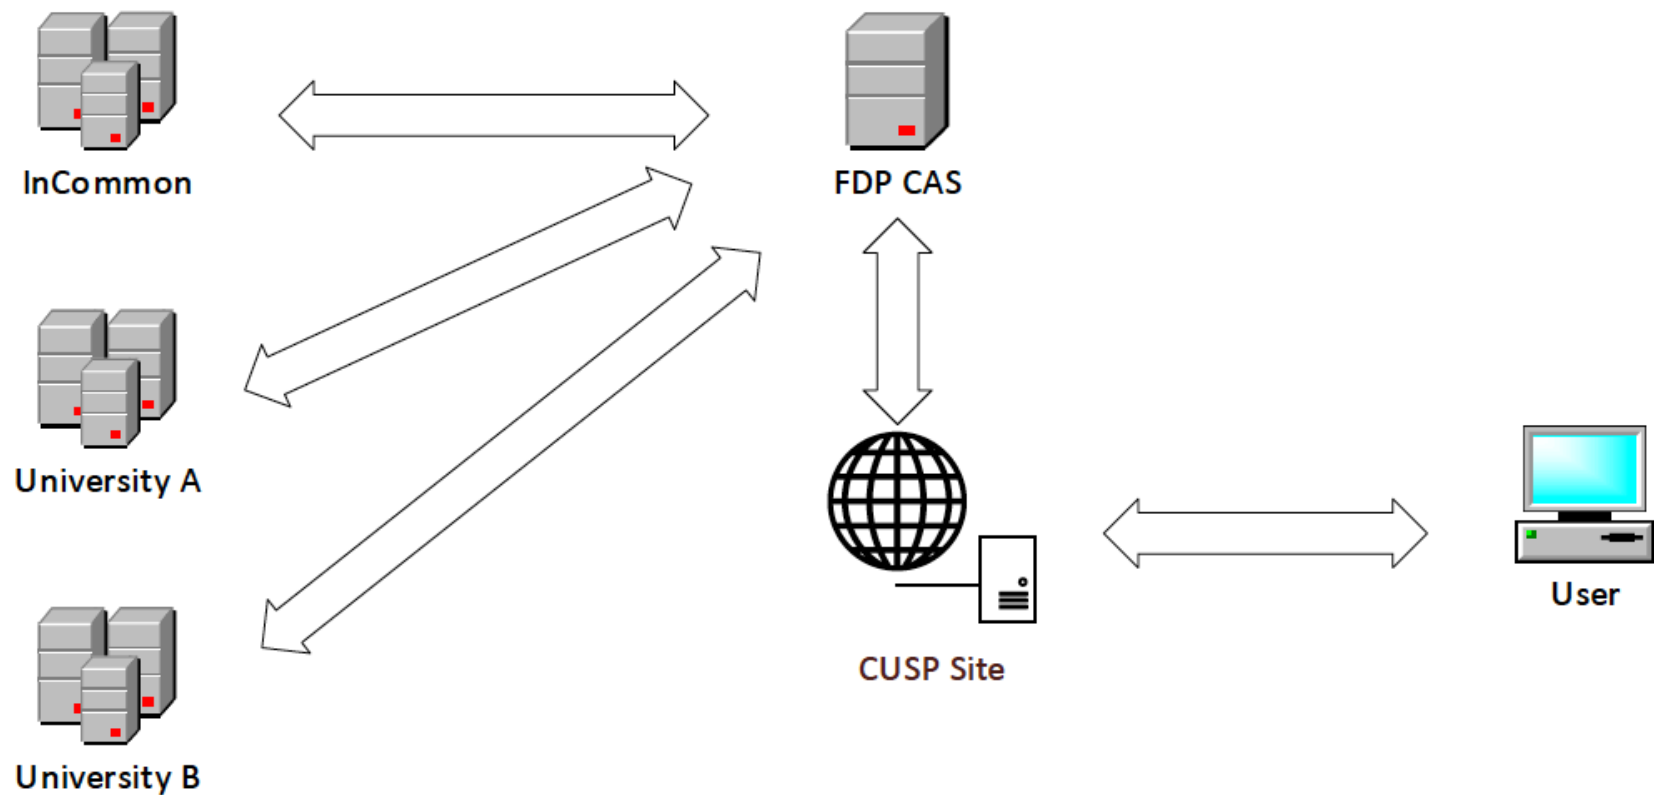 InCommon
FDP CAS
University A
User
CUSP Site
University B